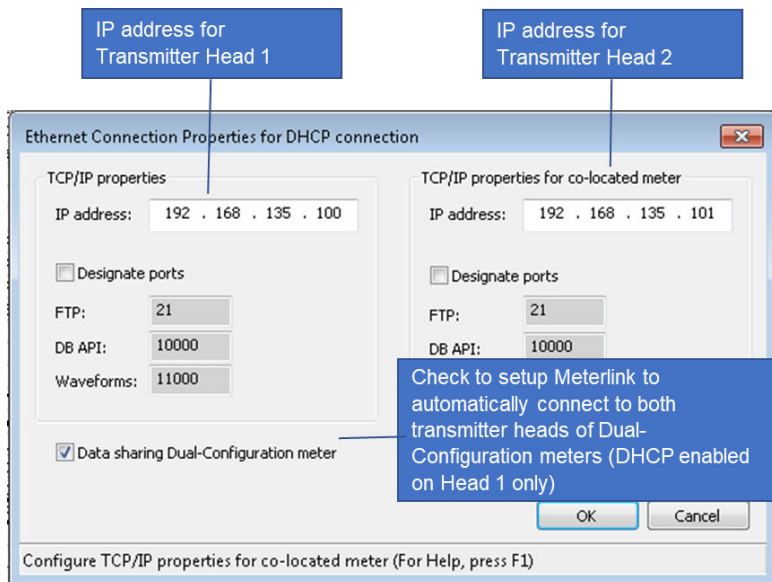 IP address for
Transmitter Head 1
IP address for
Transmitter Head 2
Ethernet Connection Properties for DHCP connection
TCP/IP properties
IP address: 192 . 168 . 135 . 100
Designate ports
FTP: 21
DB API: 10000
Waveforms: 11000
TCP/IP properties for co-located meter
IP address: 192 . 168 . 135 . 101
Designate ports
FTP: 21
DB API: 10000
Check to setup Meterlink to
automatically connect to both
transmitter heads of Dual-
Configuration meters (DHCP enabled
on Head 1 only)
Data sharing Dual-Configuration meter
OK
Cancel
Configure TCP/IP properties for co-located meter (For Help, press F1)